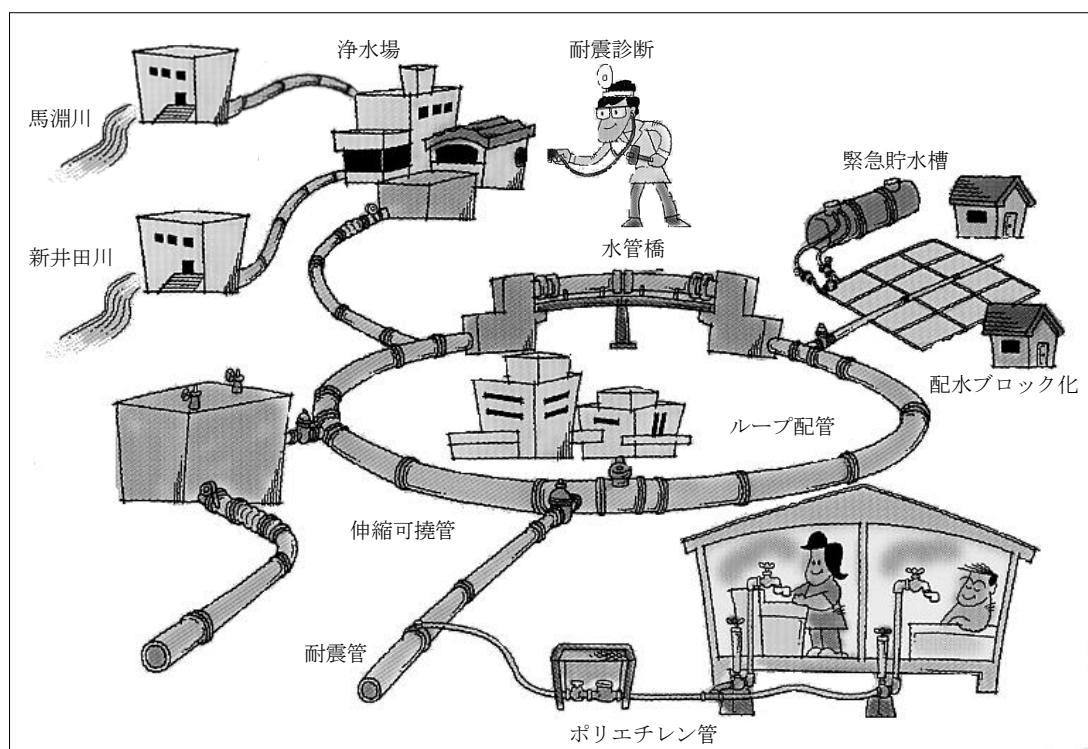 浄水場
耐震診断
馬淵川
緊急貯水槽
新井田川
水管橋
配水ブロック化
ループ配管
伸縮可撓管
耐震管
ポリエチレン管